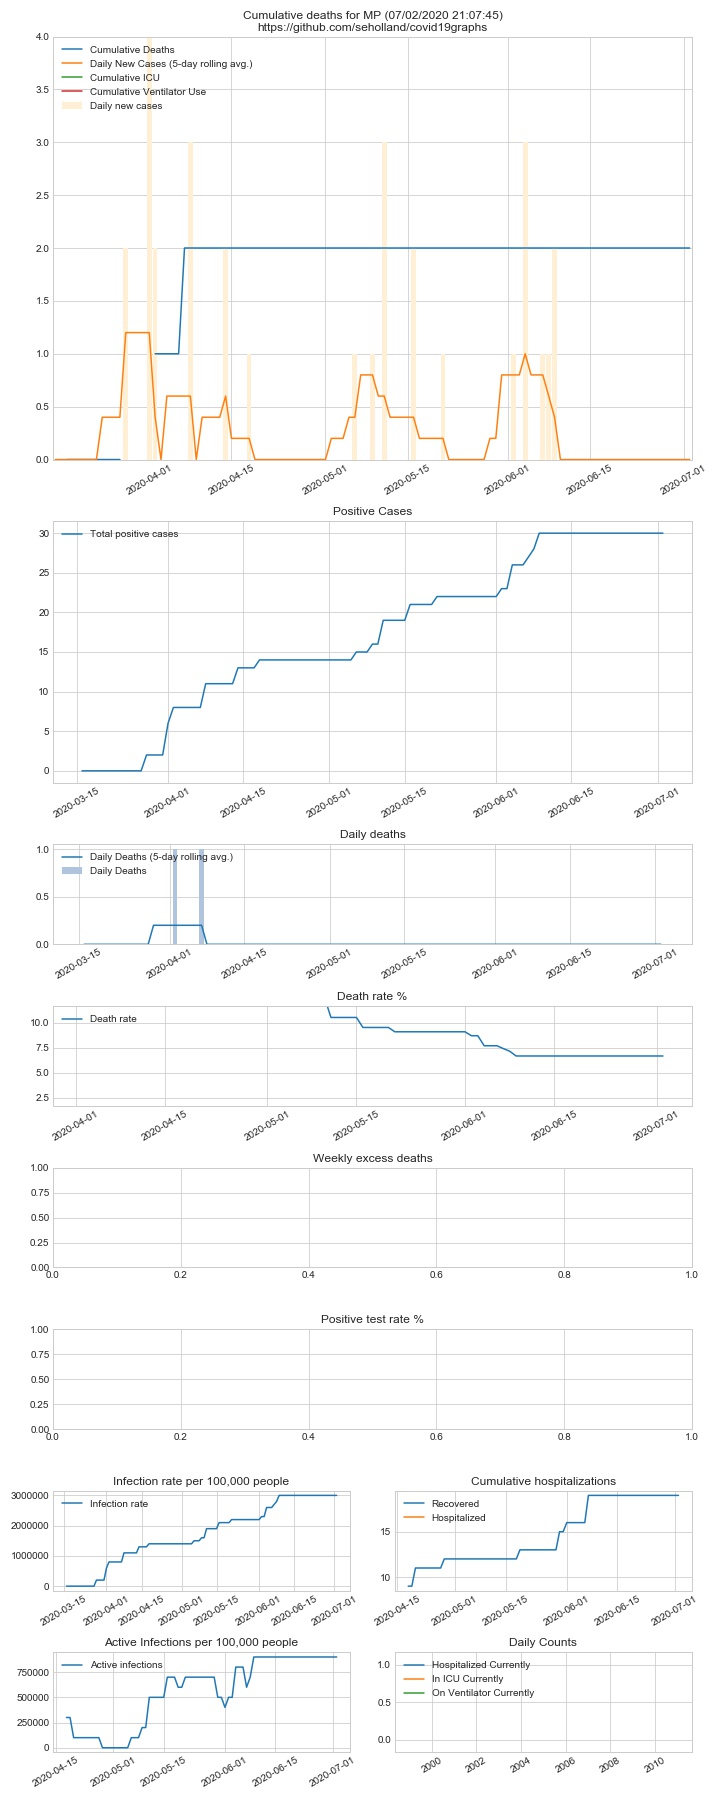 Cumulative deaths for MP (07/02/2020 21:07:45)
https://github.com/seholland/covid19graphs
4.0
3.5
3.0
2.5
2.0
1.5
1.0
0.5
0.0
Cumulative Deaths
Daily New Cases (5-day rolling avg.)
Cumulative ICU
Cumulative Ventilator Use
Daily new cases
2020-04-01 2020-04-15 2020-05-01 2020-05-15 2020-06-01 2020-06-15 2020-07-01
Positive Cases
30
25
20
15
10
5
0
Total positive cases
2020-03-15 2020-04-01 2020-04-15 2020-05-01 2020-05-15 2020-06-01 2020-06-15 2020-07-01
Daily deaths
1.0
0.5
0.0
Daily Deaths (5-day rolling avg.)
Daily Deaths
2020-03-15 2020-04-01 2020-04-15 2020-05-01 2020-05-15 2020-06-01 2020-06-15 2020-07-01
Death rate %
10.0
7.5
5.0
2.5
Death rate
2020-04-01 2020-04-15 2020-05-01 2020-05-15 2020-06-01 2020-06-15 2020-07-01
Weekly excess deaths
1.00
0.75
0.50
0.25
0.00
0.0 0.2 0.4 0.6 0.8 1.0
Positive test rate %
1.00
0.75
0.50
0.25
0.00
0.0 0.2 0.4 0.6 0.8 1.0
Infection rate per 100,000 people
3000000
2000000
1000000
0
Infection rate
2020-03-15 2020-04-01 2020-04-15 2020-05-01 2020-05-15 2020-06-01 2020-06-15 2020-07-01
Cumulative hospitalizations
15
10
Recovered
Hospitalized
2020-04-15 2020-05-01 2020-05-15 2020-06-01 2020-06-15 2020-07-01
Active Infections per 100,000 people
750000
500000
250000
0
Active infections
2020-04-15 2020-05-01 2020-05-15 2020-06-01 2020-06-15 2020-07-01
Daily Counts
1.0
0.5
0.0
Hospitalized Currently
In ICU Currently
On Ventilator Currently
2000 2002 2004 2006 2008 2010